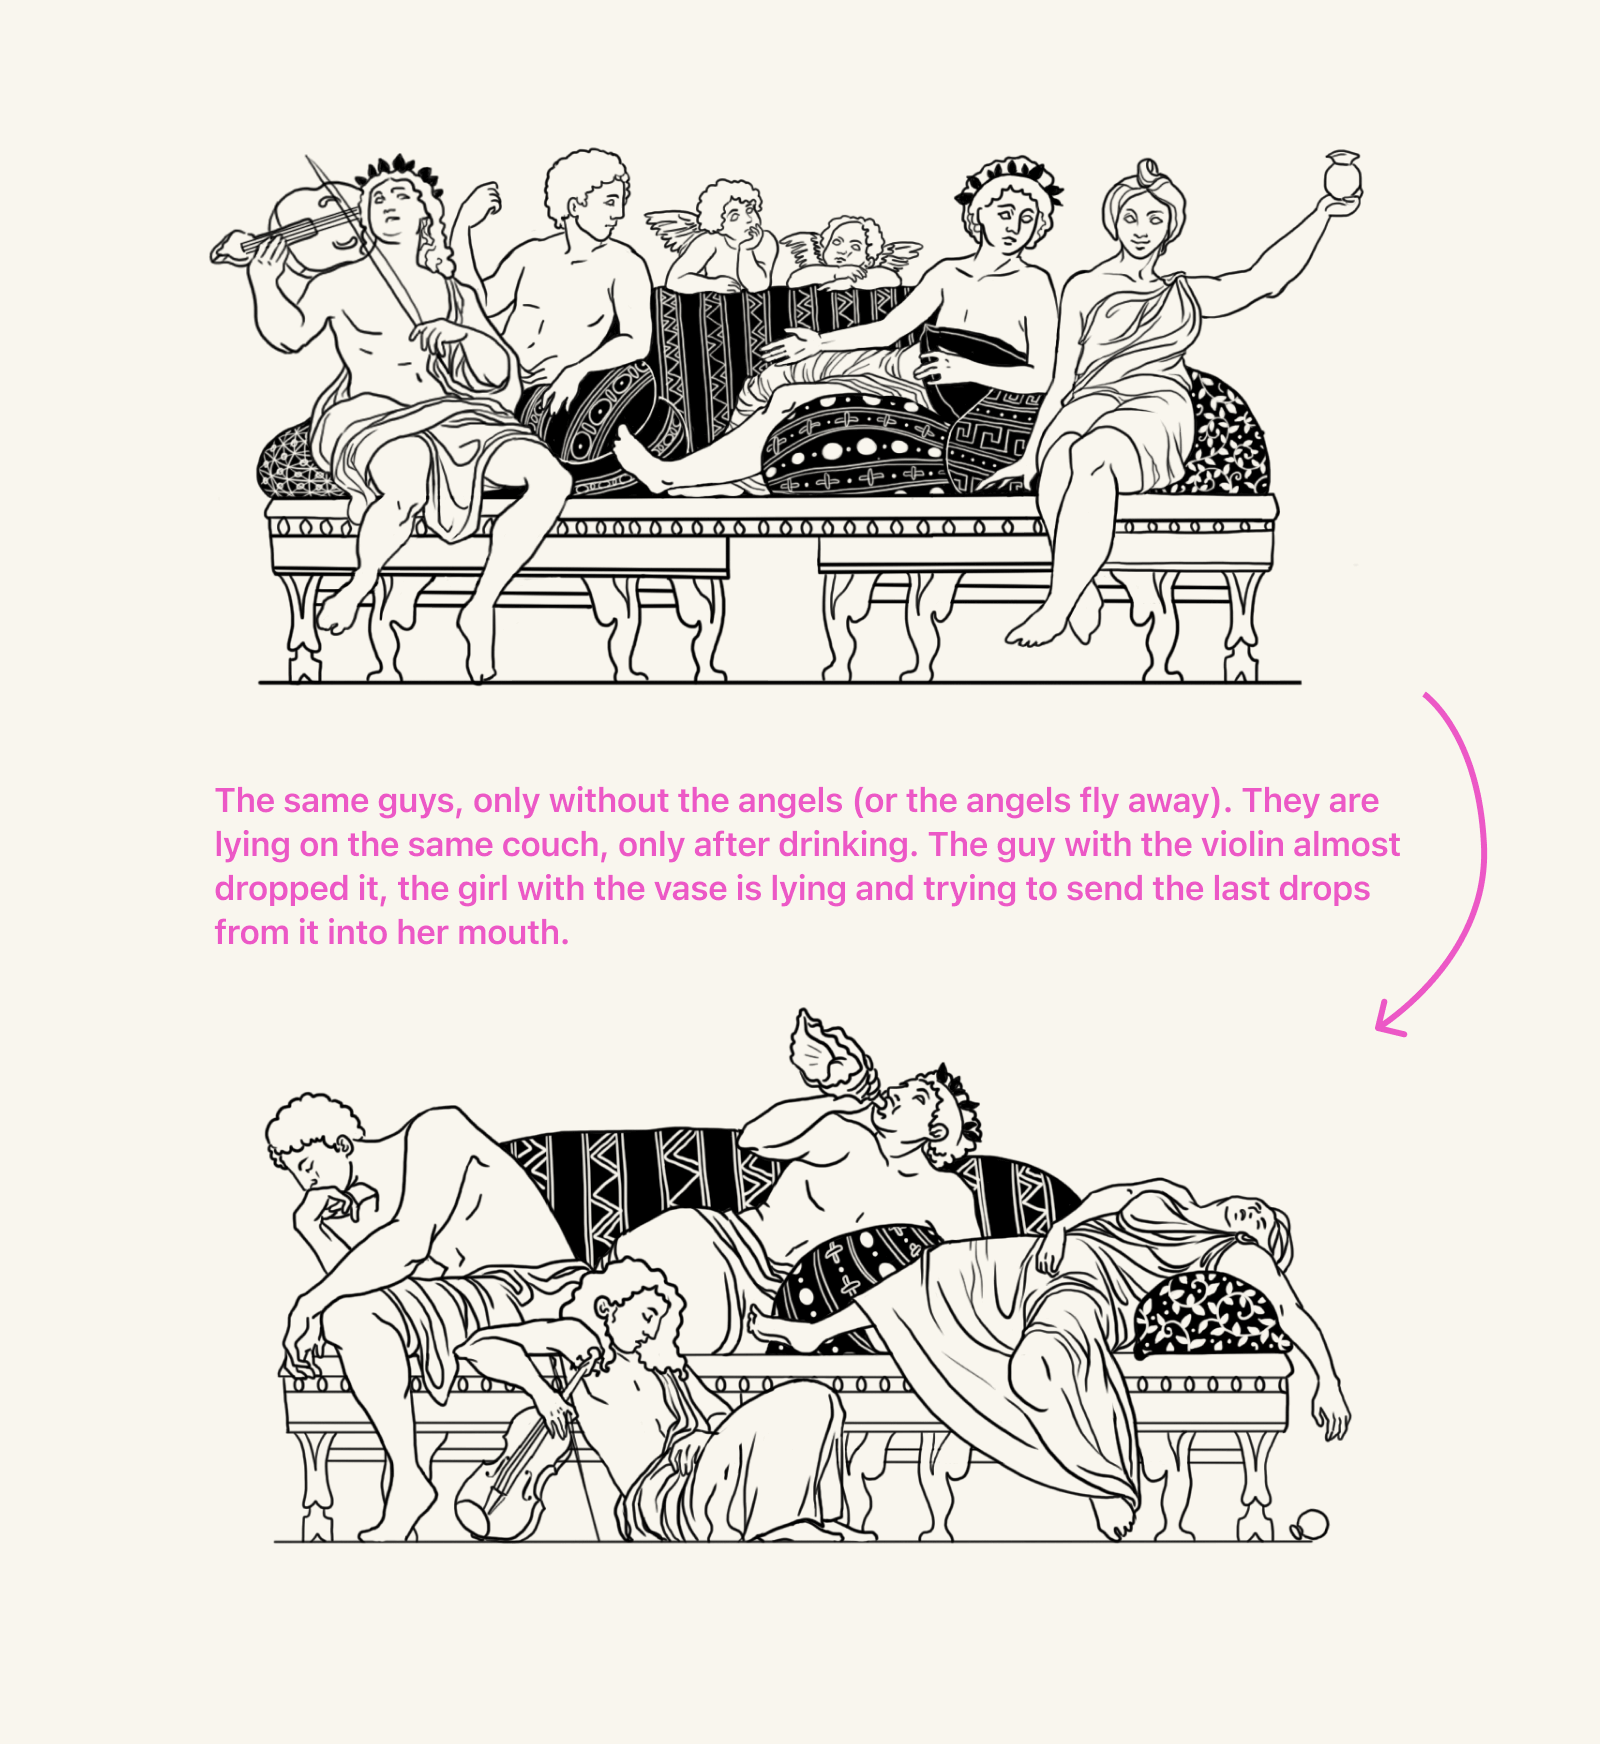 The same guys, only without the angels (or the angels fly away). They are
lying on the same couch, only after drinking. The guy with the violin almost
dropped it, the girl with the vase is lying and trying to send the last drops
from it into her mouth.